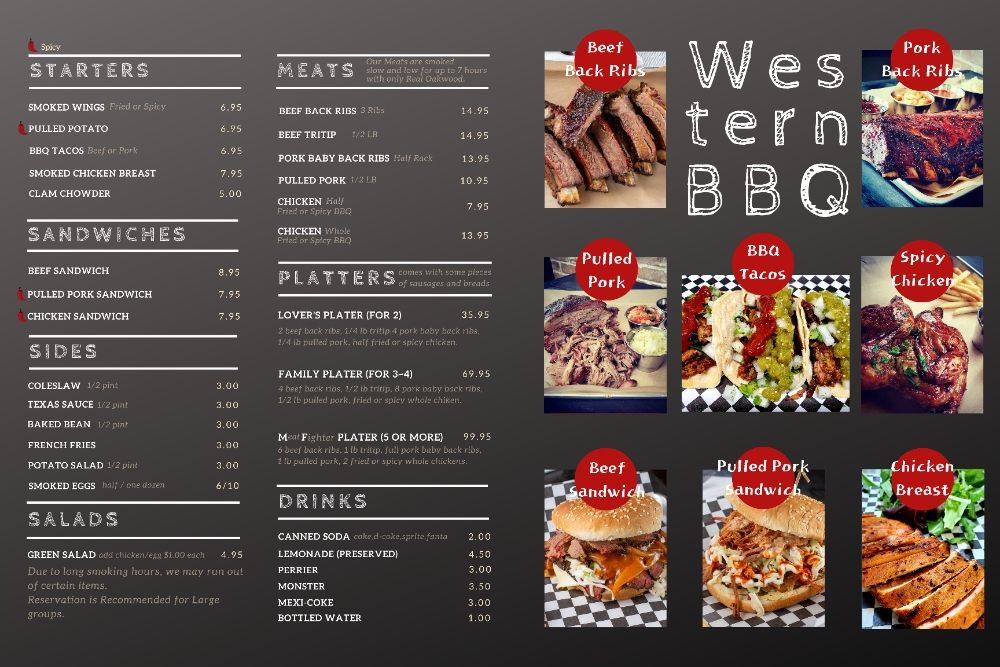 Spicy
STARTERS
SMOKED WINGS Fried or Spicy 6.95
PULLED POTATO 6.95
BBQ TACOS Beef or Pork 6.95
SMOKED CHICKEN BREAST 7.95
CLAM CHOWDER 5.00
SANDWICHES
BEEF SANDWICH 8.95
PULLED PORK SANDWICH 7.95
CHICKEN SANDWICH 7.95
SIDES
COLESLAW 1/2 pint 3.00
TEXAS SAUCE 1/2 pint 3.00
BAKED BEAN 1/2 pint 3.00
FRENCH FRIES 3.00
POTATO SALAD 1/2 pint 3.00
SMOKED EGGS half / one dozen 6/10
SALADS
GREEN SALAD add chicken/egg $1.00 each 4.95
Due to long smoking hours, we may run out
of certain items.
Reservation is Recommended for Large
groups.
MEATS
Our Meats are smoked
slow and low for up to 7 hours
with only Real Oakwood.
BEEF BACK RIBS 3 Ribs 14.95
BEEF TRITIP 1/2 LB 14.95
PORK BABY BACK RIBS Half Rack 13.95
PULLED PORK 1/2 LB 10.95
CHICKEN Half
Fried or Spicy BBQ 7.95
CHICKEN Whole
Fried or Spicy BBQ 13.95
PLATTERS
comes with some pieces
of sausages and breads
LOVER'S PLATER (FOR 2) 35.95
2 beef back ribs, 1/4 lb tritip 4 pork baby back ribs,
1/4 lb pulled pork, half fried or spicy chicken.
FAMILY PLATER (FOR 3-4) 69.95
4 beef back ribs, 1/2 lb tritip, 8 pork baby back ribs,
1/2 lb pulled pork, fried or spicy whole chiken.
Meat Fighter PLATER (5 OR MORE) 99.95
6 beef back ribs, 1 lb tritip, full pork baby back ribs,
1 lb pulled pork, 2 fried or spicy whole chickens.
DRINKS
CANNED SODA coke,d-coke,sprite,fanta 2.00
LEMONADE (PRESERVED) 4.50
PERRIER 3.00
MONSTER 3.50
MEXI-COKE 3.00
BOTTLED WATER 1.00
Beef
Back Ribs
Wes
tern
BBQ
Pork
Back Ribs
Pulled
Pork
BBQ
Tacos
Spicy
Chicken
Beef
Sandwich
Pulled Pork
Sandwich
Chicken
Breast